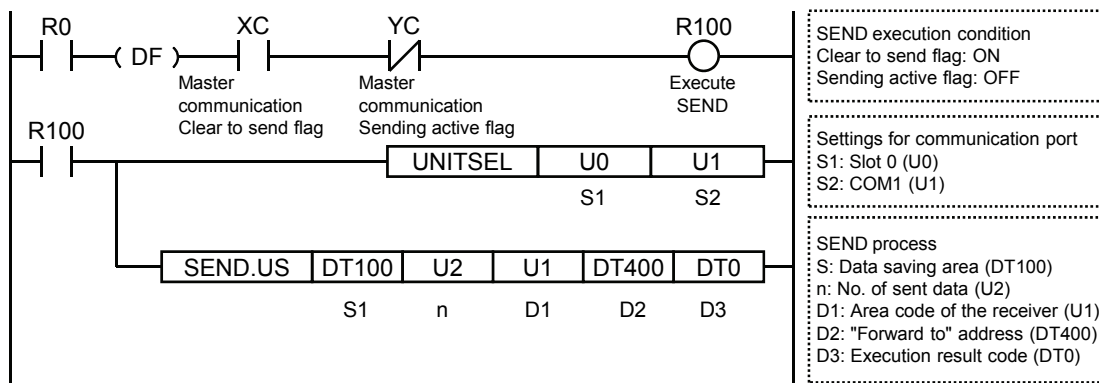 R0 XC YC R100
( DF )
Master
communication
Clear to send flag
Master
communication
Sending active flag
Execute
SEND
R100
UNITSEL U0 U1
S1 S2
SEND.US DT100 U2 U1 DT400 DT0
S1 n D1 D2 D3
SEND execution condition
Clear to send flag: ON
Sending active flag: OFF
Settings for communication port
S1: Slot 0 (U0)
S2: COM1 (U1)
SEND process
S: Data saving area (DT100)
n: No. of sent data (U2)
D1: Area code of the receiver (U1)
D2: "Forward to" address (DT400)
D3: Execution result code (DT0)